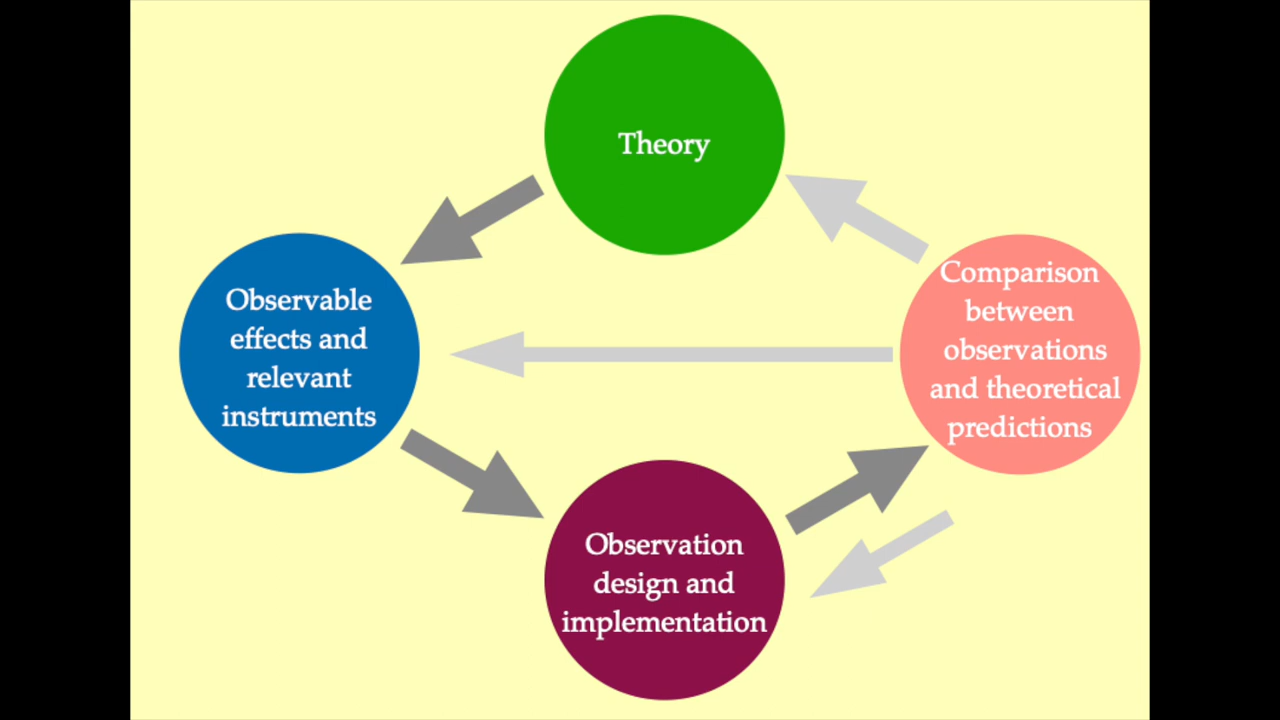 Theory
Observable
effects and
relevant
instruments
Comparison
between
observations
and theoretical
predictions
Observation
design and
implementation